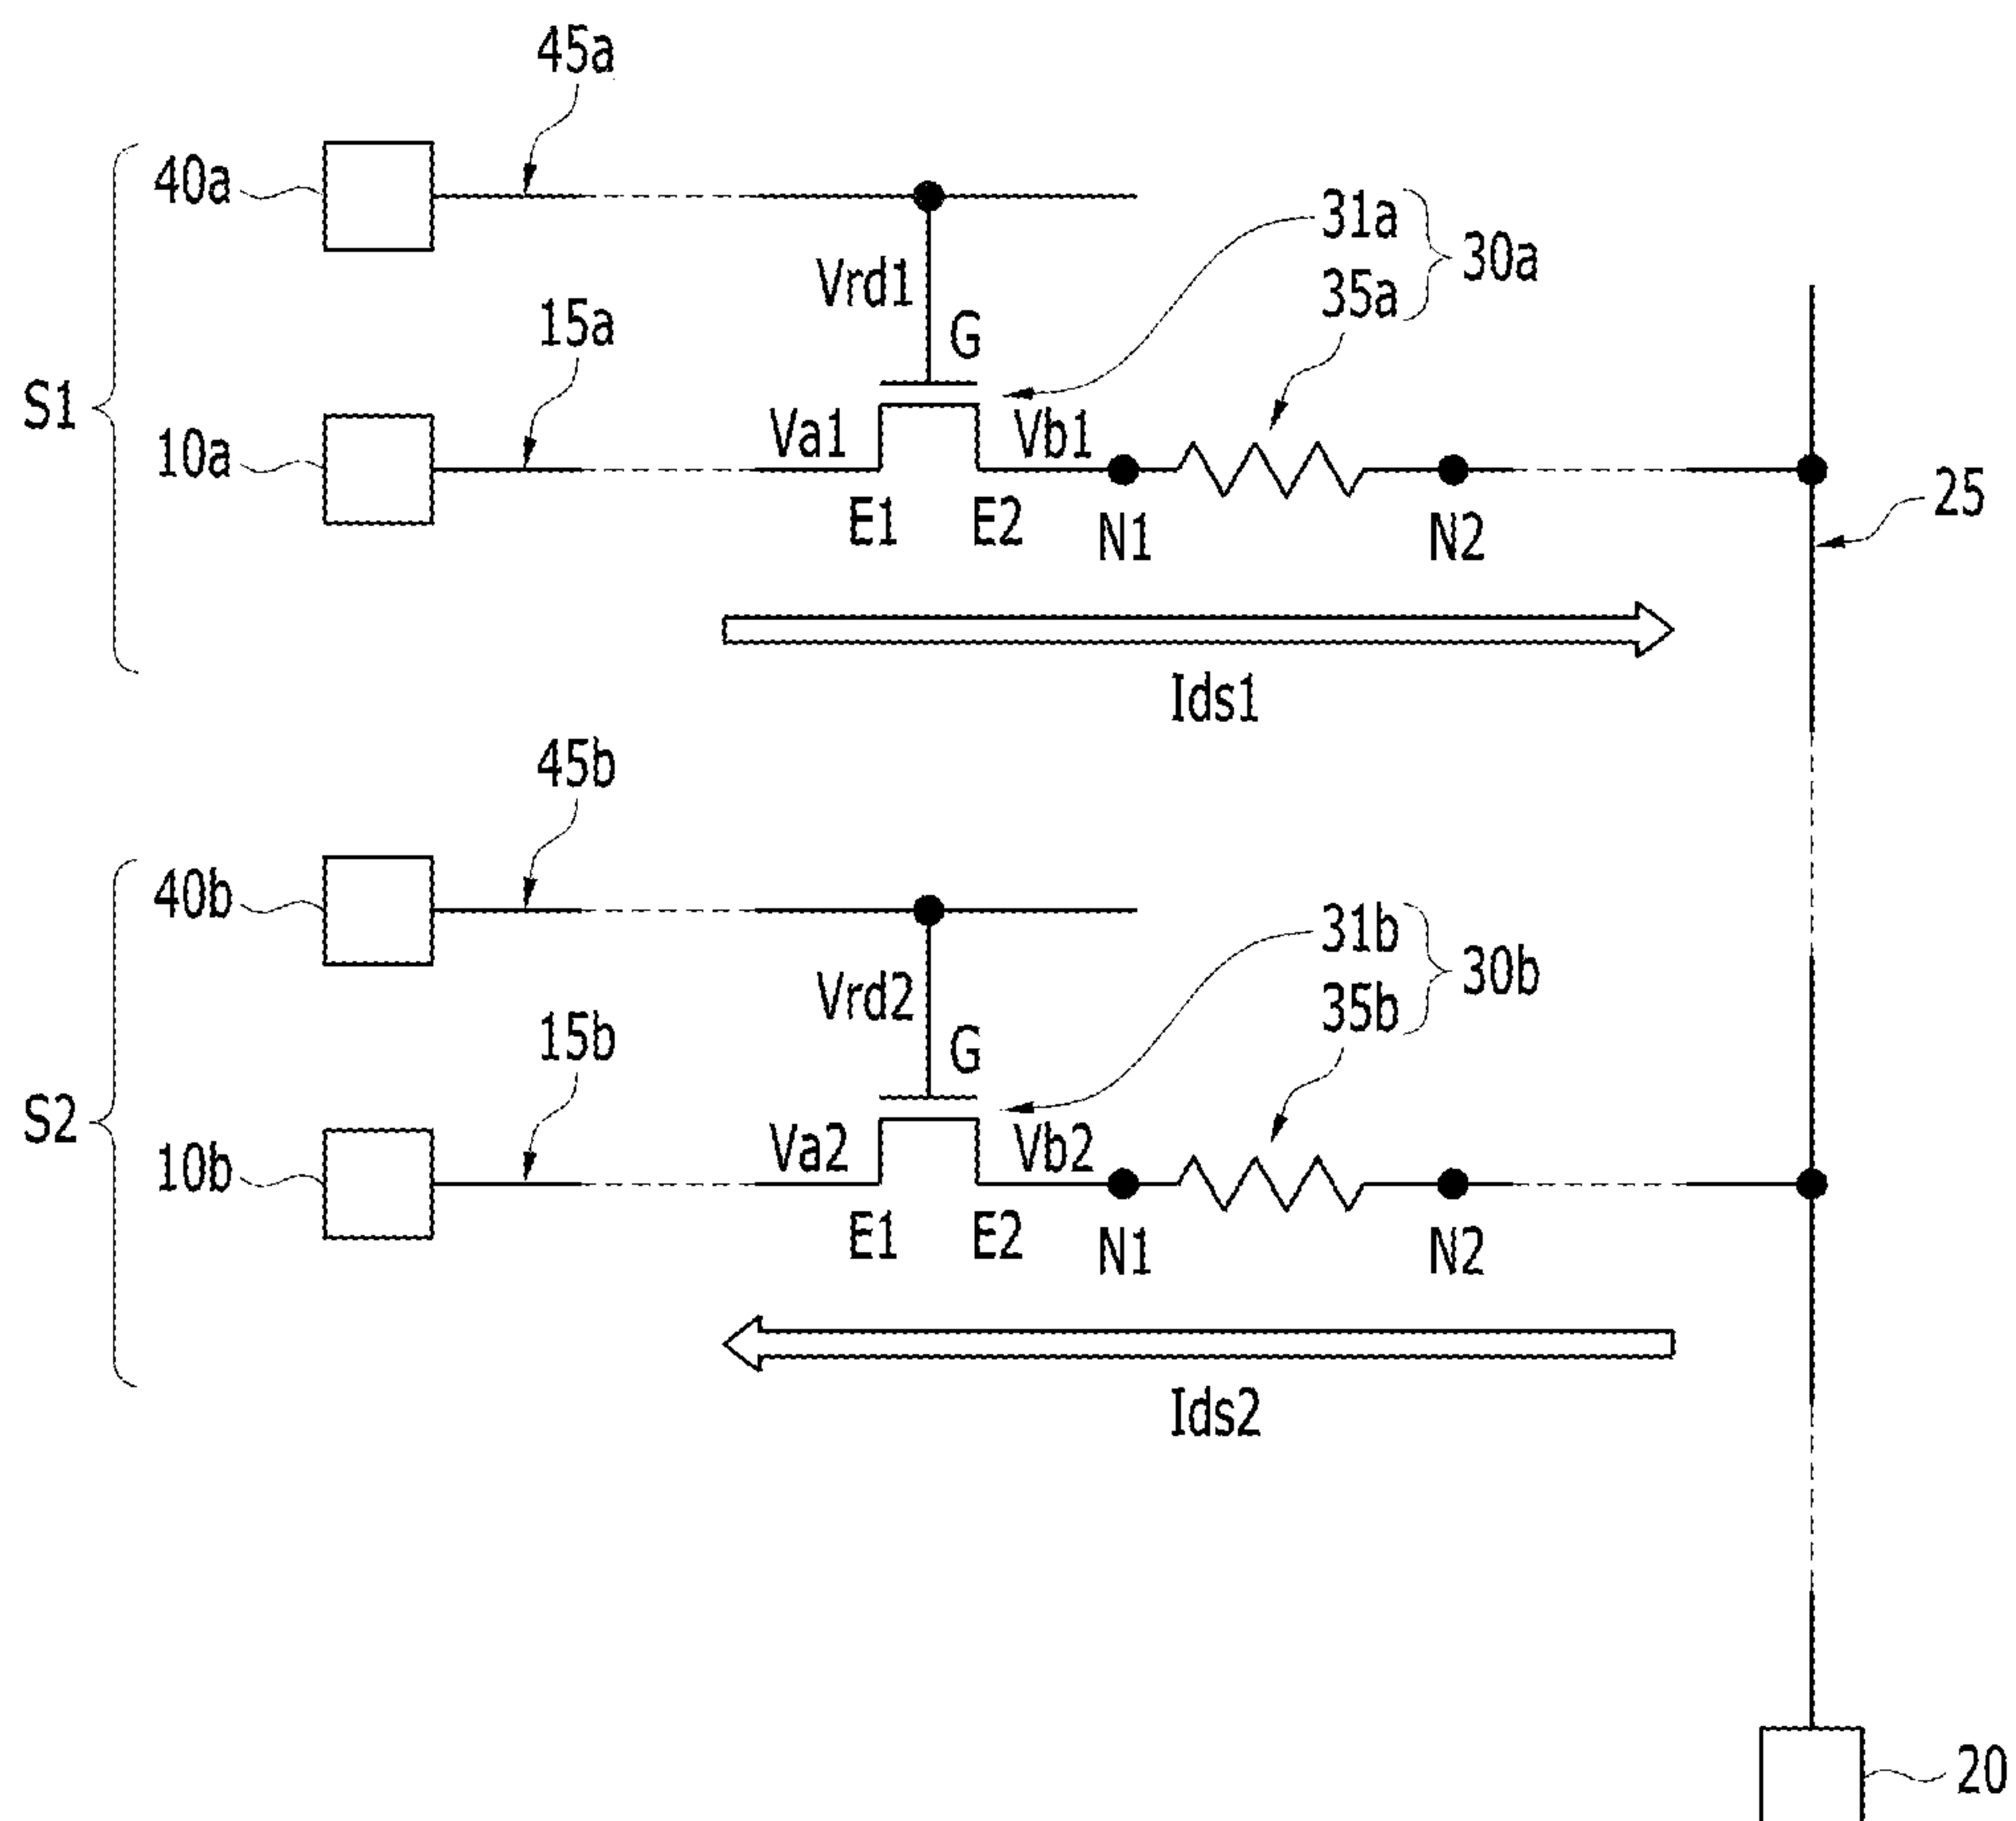 45a
40a
31a
30a
Vrd1
35a
15a
G
S1
Va1
Vb1
10a
25
E1
E2
N1
N2
Ids1
45b
40b
31b
30b
Vrd2
35b
15b
G
S2
Va2
Vb2
10b
E1
E2
N1
N2
Ids2
20